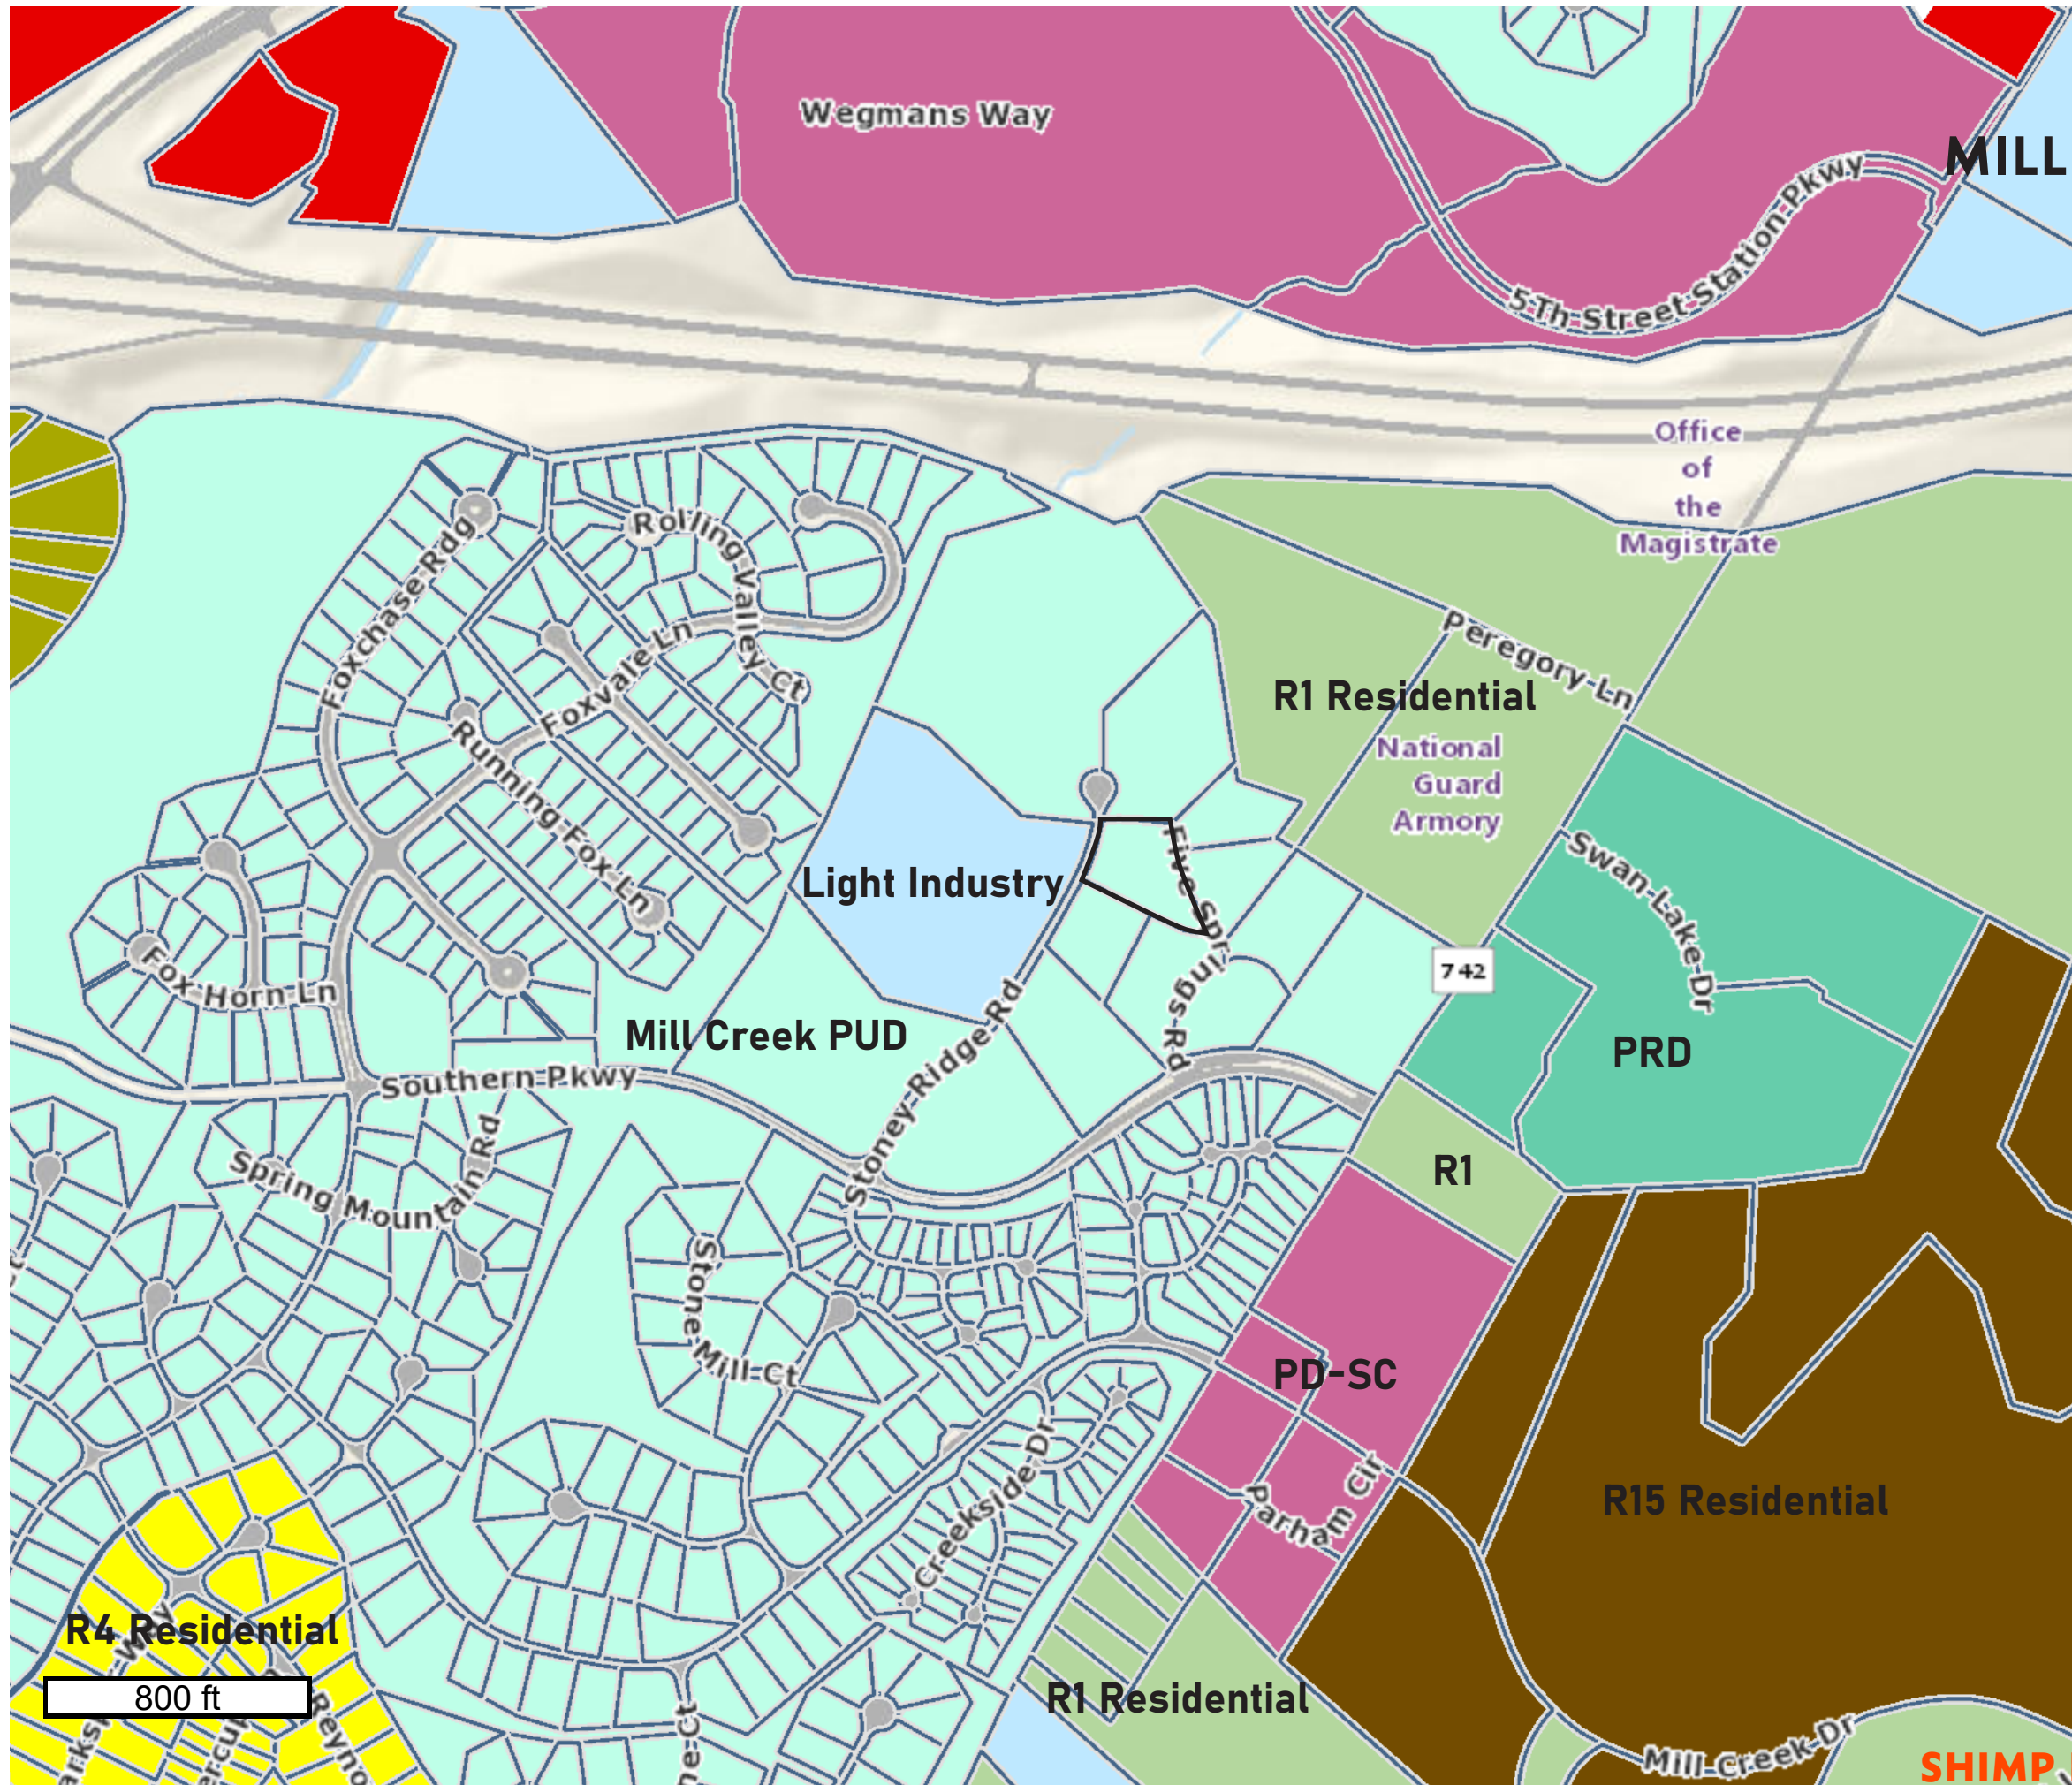 Wegmans Way
MILL
5Th Street Station Pkwy
Office
of
the
Magistrate
Rolling Valley Ct
Foxchase Rdg
Foxvale Ln
Peregory Ln
R1 Residential
National
Guard
Armory
Running Fox Ln
Light Industry
Five Springs Rd
Swan Lake Dr
742
Fox Horn Ln
Stoney Ridge Rd
Mill Creek PUD
PRD
Southern Pkwy
Spring Mountain Rd
R1
Stone Mill Ct
PD-SC
Creekside Dr
Parham Cir
R15 Residential
R4 Residential
800 ft
R1 Residential
Mill Creek Dr
SHIMP